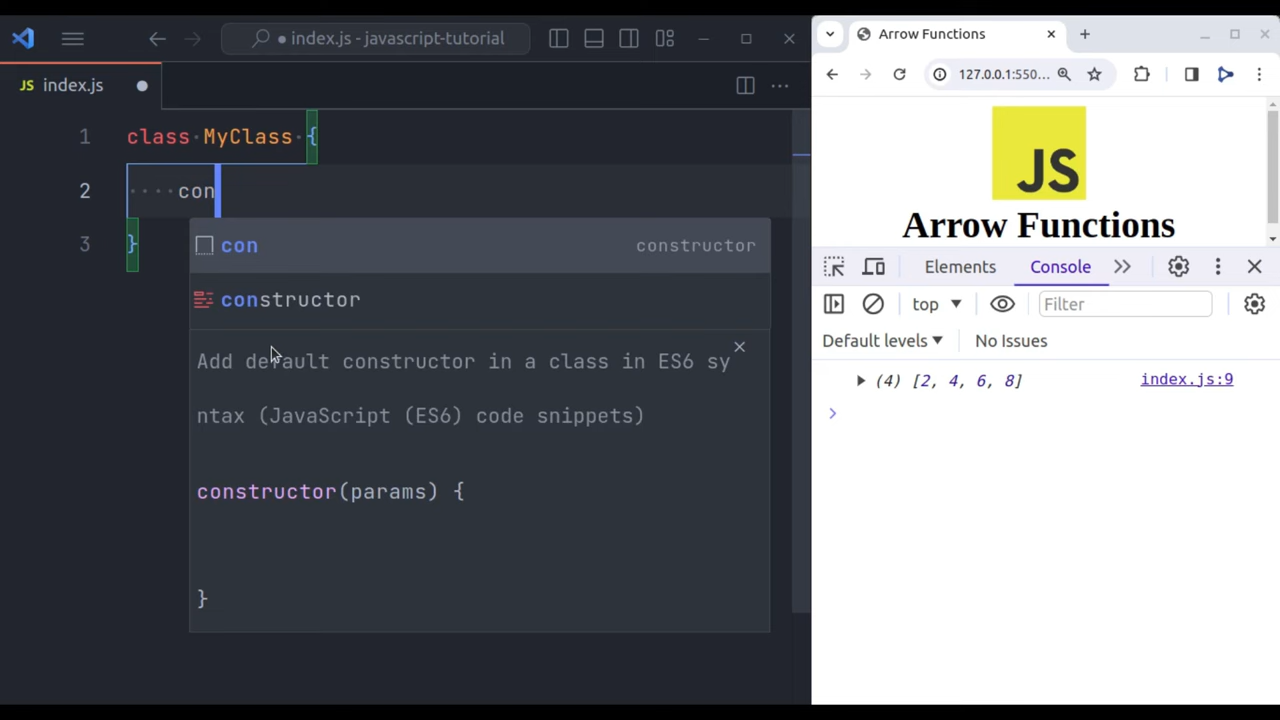 index.js - javascript-tutorial
JS index.js
1 class MyClass {
2 con
3 }
con constructor
constructor
Add default constructor in a class in ES6 sy
ntax (JavaScript (ES6) code snippets)
constructor(params) {
}
Arrow Functions
127.0.0.1:550...
JS
Arrow Functions
Elements Console
top Filter
Default levels No Issues
(4) [2, 4, 6, 8] index.js:9